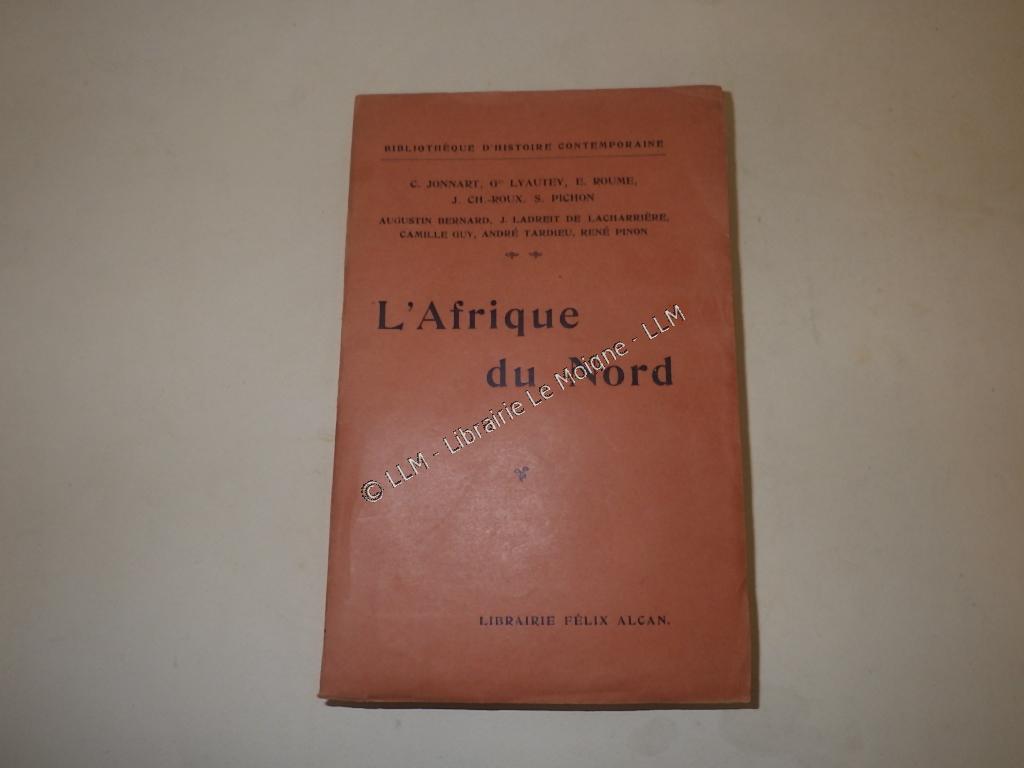 BIBLIOTHÈQUE D'HISTOIRE CONTEMPORAINE
C. JONNART, Gᵃˡ LYAUTEY, E. ROUME,
J. CH.-ROUX, S. PICHON
AUGUSTIN BERNARD, J. LADREIT DE LACHARRIÈRE,
CAMILLE GUY, ANDRÉ TARDIEU, RENÉ PINON
L'Afrique
du Nord
© LLM - Librairie Le Moigne - LLM
LIBRAIRIE FÉLIX ALCAN.